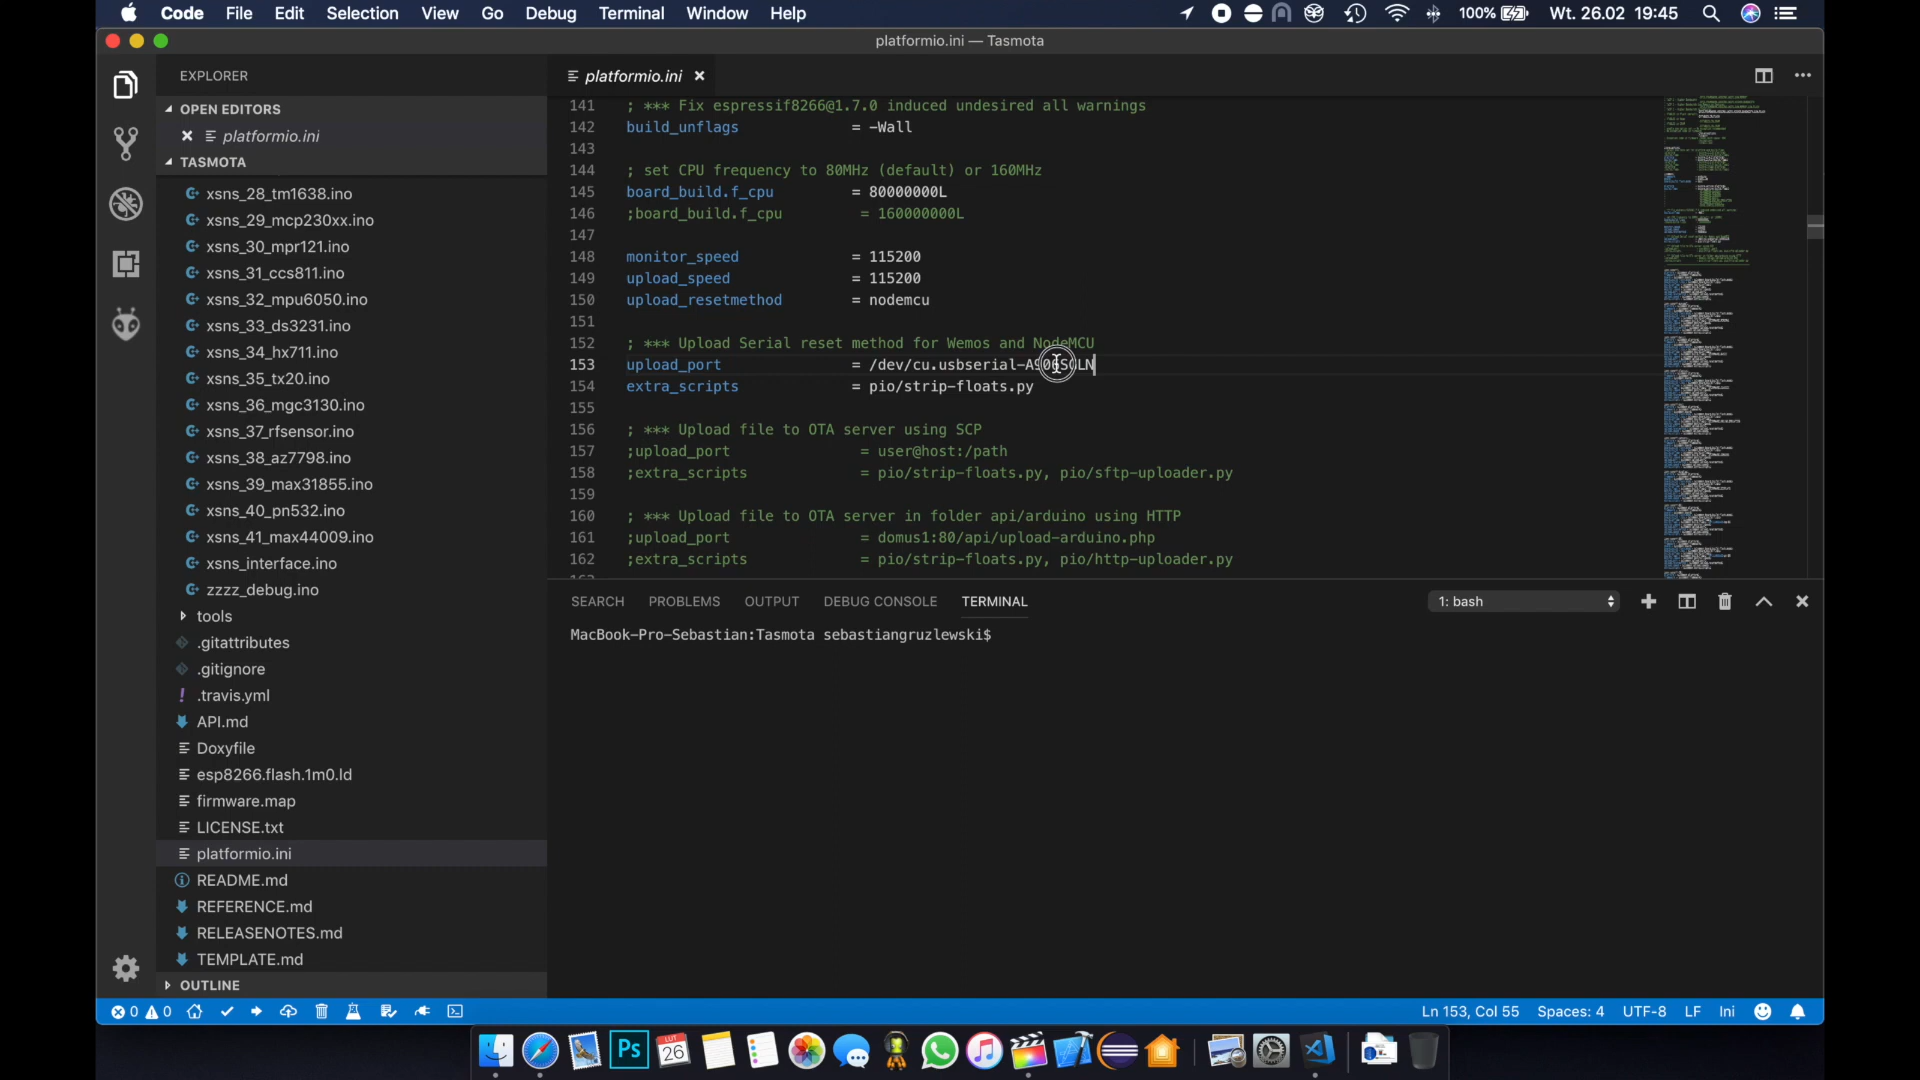 Code File Edit Selection View Go Debug Terminal Window Help 100% Wt. 26.02 19:45
platformio.ini — Tasmota
EXPLORER
OPEN EDITORS
platformio.ini
TASMOTA
xsns_28_tm1638.ino
xsns_29_mcp230xx.ino
xsns_30_mpr121.ino
xsns_31_ccs811.ino
xsns_32_mpu6050.ino
xsns_33_ds3231.ino
xsns_34_hx711.ino
xsns_35_tx20.ino
xsns_36_mgc3130.ino
xsns_37_rfsensor.ino
xsns_38_az7798.ino
xsns_39_max31855.ino
xsns_40_pn532.ino
xsns_41_max44009.ino
xsns_interface.ino
zzzz_debug.ino
tools
.gitattributes
.gitignore
.travis.yml
API.md
Doxyfile
esp8266.flash.1m0.ld
firmware.map
LICENSE.txt
platformio.ini
README.md
REFERENCE.md
RELEASENOTES.md
TEMPLATE.md
OUTLINE
platformio.ini
141 ; *** Fix espressif8266@1.7.0 induced undesired all warnings
142 build_unflags = -Wall
143
144 ; set CPU frequency to 80MHz (default) or 160MHz
145 board_build.f_cpu = 80000000L
146 ;board_build.f_cpu = 160000000L
147
148 monitor_speed = 115200
149 upload_speed = 115200
150 upload_resetmethod = nodemcu
151
152 ; *** Upload Serial reset method for Wemos and NodeMCU
153 upload_port = /dev/cu.usbserial-
154 extra_scripts = pio/strip-floats.py
155
156 ; *** Upload file to OTA server using SCP
157 ;upload_port = user@host:/path
158 ;extra_scripts = pio/strip-floats.py, pio/sftp-uploader.py
159
160 ; *** Upload file to OTA server in folder api/arduino using HTTP
161 ;upload_port = domus1:80/api/upload-arduino.php
162 ;extra_scripts = pio/strip-floats.py, pio/http-uploader.py
SEARCH PROBLEMS OUTPUT DEBUG CONSOLE TERMINAL 1: bash
MacBook-Pro-Sebastian:Tasmota sebastiangruzlewski$
0 0 Ln 153, Col 55 Spaces: 4 UTF-8 LF Ini
Ps
LUT
26